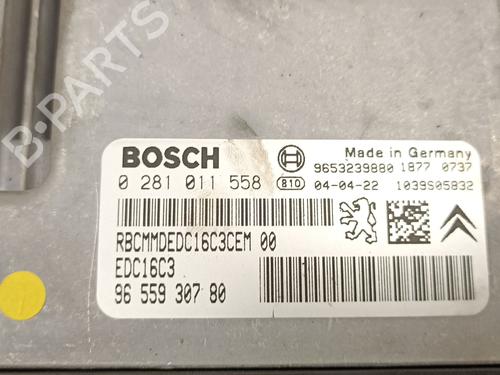 B-PARTS
BOSCH
Made in Germany
9653239880 1877 0737
0 281 011 558
810
04-04-22
1039S05832
RBCMMDEDC16C3CEM 00
EDC16C3
96 559 307 80